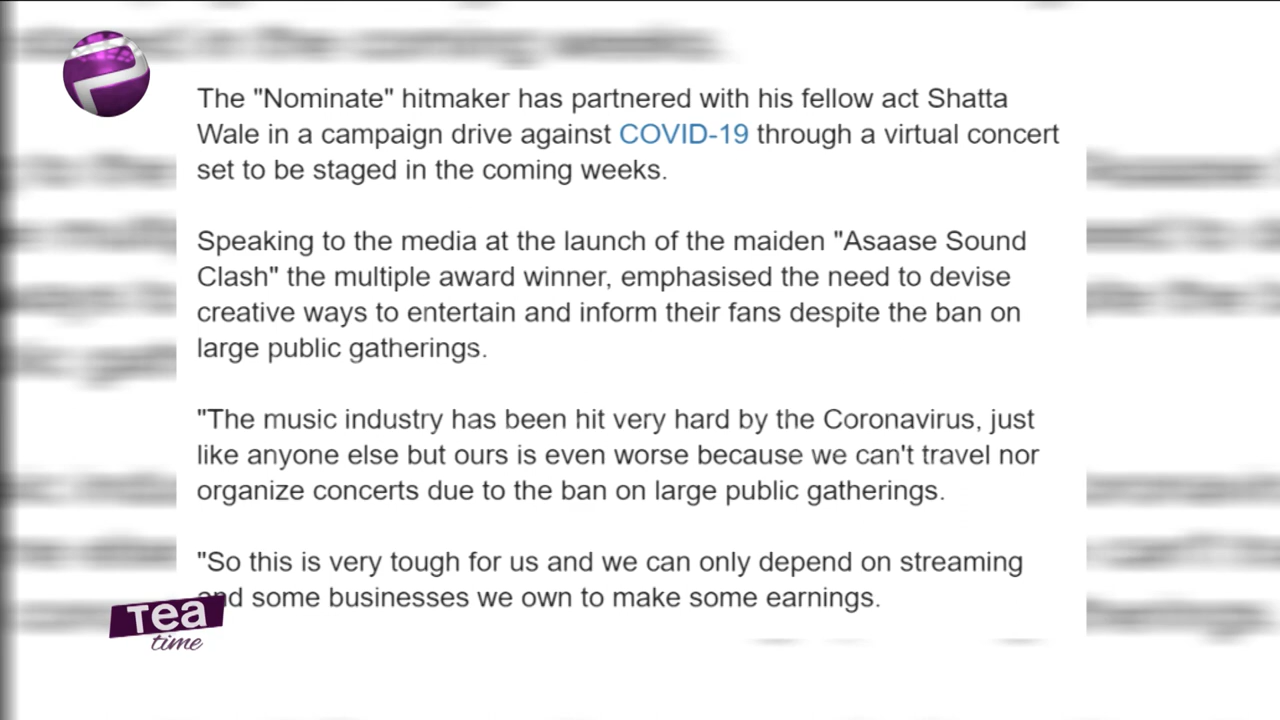 The "Nominate" hitmaker has partnered with his fellow act Shatta
Wale in a campaign drive against COVID-19 through a virtual concert
set to be staged in the coming weeks.
Speaking to the media at the launch of the maiden "Asaase Sound
Clash" the multiple award winner, emphasised the need to devise
creative ways to entertain and inform their fans despite the ban on
large public gatherings.
"The music industry has been hit very hard by the Coronavirus, just
like anyone else but ours is even worse because we can't travel nor
organize concerts due to the ban on large public gatherings.
"So this is very tough for us and we can only depend on streaming
and some businesses we own to make some earnings.
Tea
time